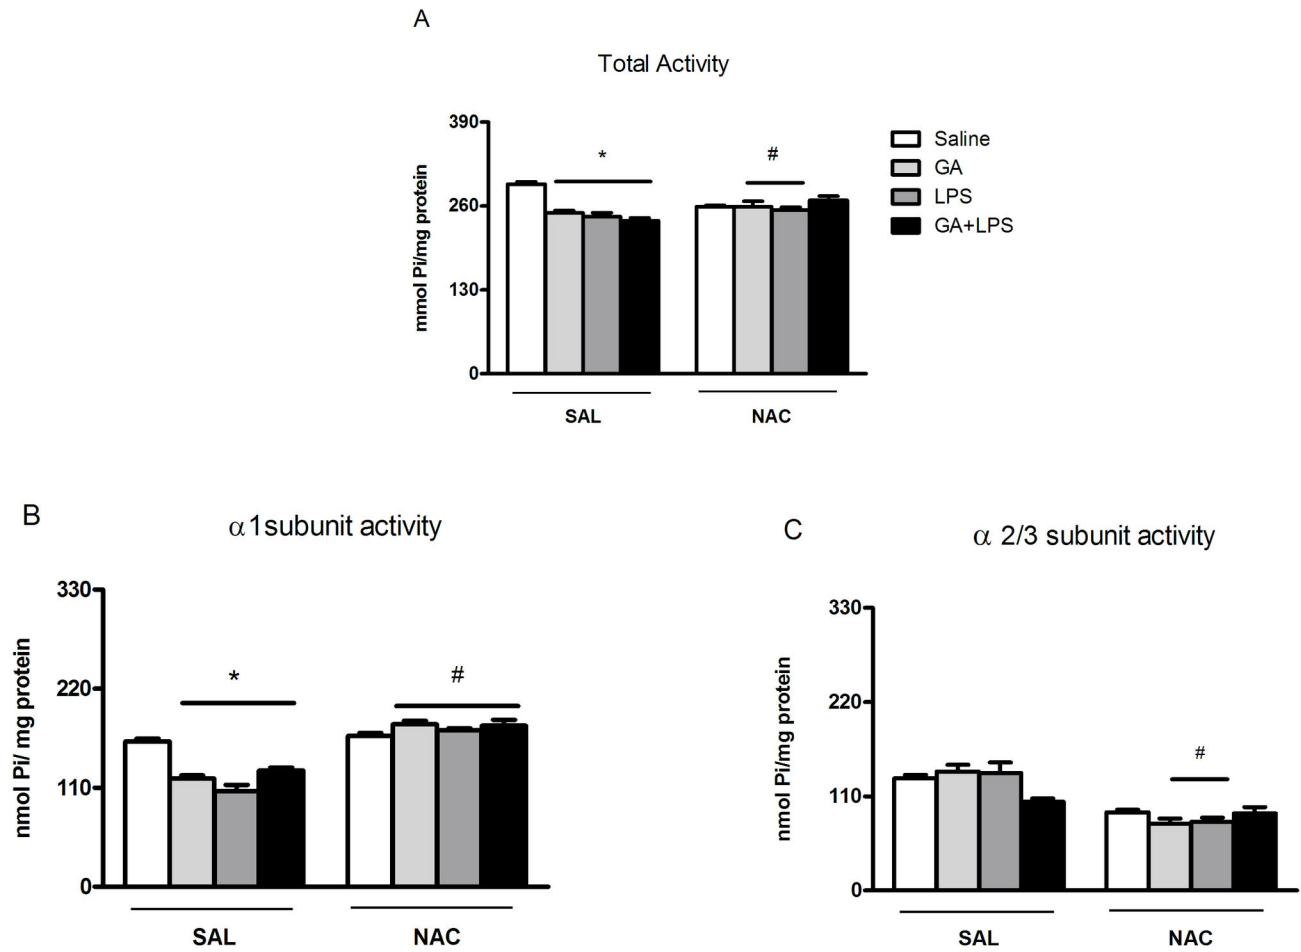 A
Total Activity
mmol Pi/mg protein
390
260
130
0
*
#
SAL
NAC
Saline
GA
LPS
GA+LPS
B
α1subunit activity
nmol Pi/ mg protein
330
220
110
0
*
#
SAL
NAC
C
α 2/3 subunit activity
nmol Pi/mg protein
330
220
110
0
#
SAL
NAC